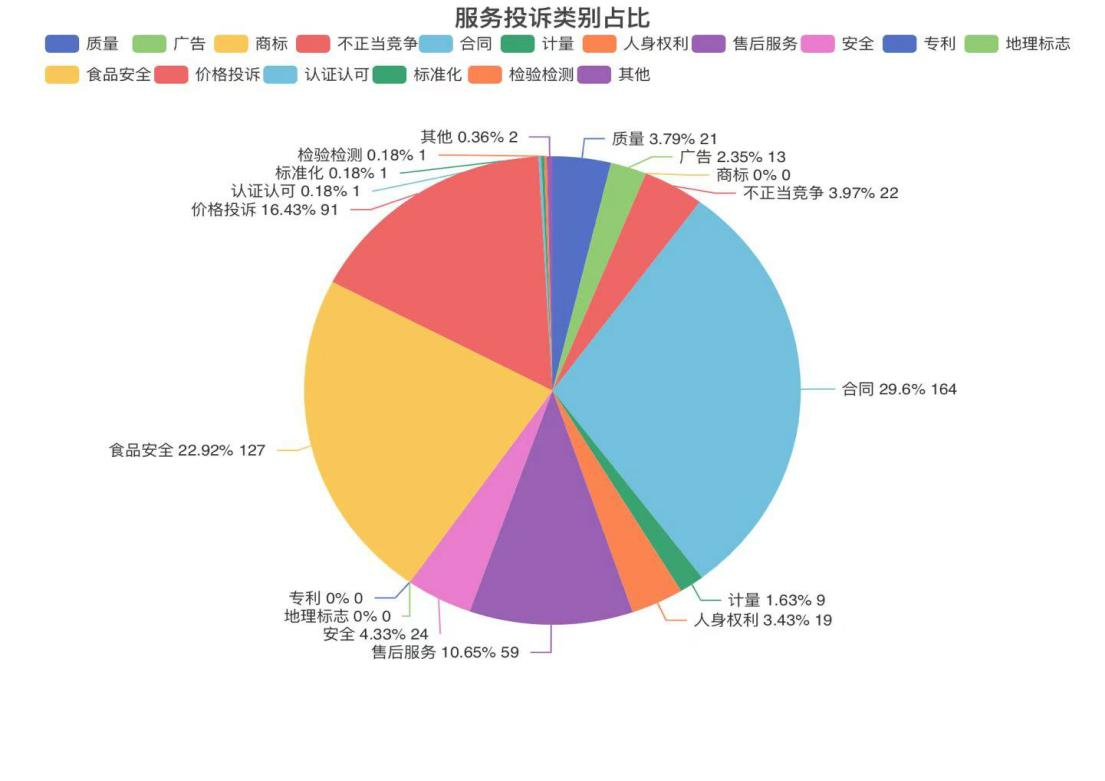 服务投诉类别占比
质量 广告 商标 不正当竞争 合同 计量 人身权利 售后服务 安全 专利 地理标志
食品安全 价格投诉 认证认可 标准化 检验检测 其他
其他 0.36% 2
质量 3.79% 21
检验检测 0.18% 1
广告 2.35% 13
标准化 0.18% 1
商标 0% 0
认证认可 0.18% 1
不正当竞争 3.97% 22
价格投诉 16.43% 91
合同 29.6% 164
食品安全 22.92% 127
专利 0% 0
计量 1.63% 9
地理标志 0% 0
人身权利 3.43% 19
安全 4.33% 24
售后服务 10.65% 59